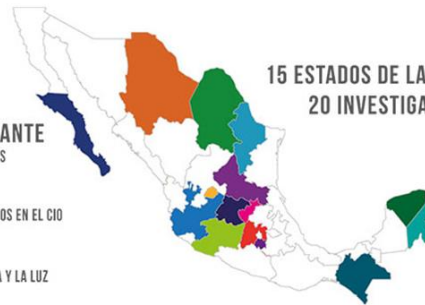 15 ESTADOS DE LA
20 INVESTIGA
ANTE
S
OS EN EL CIO
A Y LA LUZ